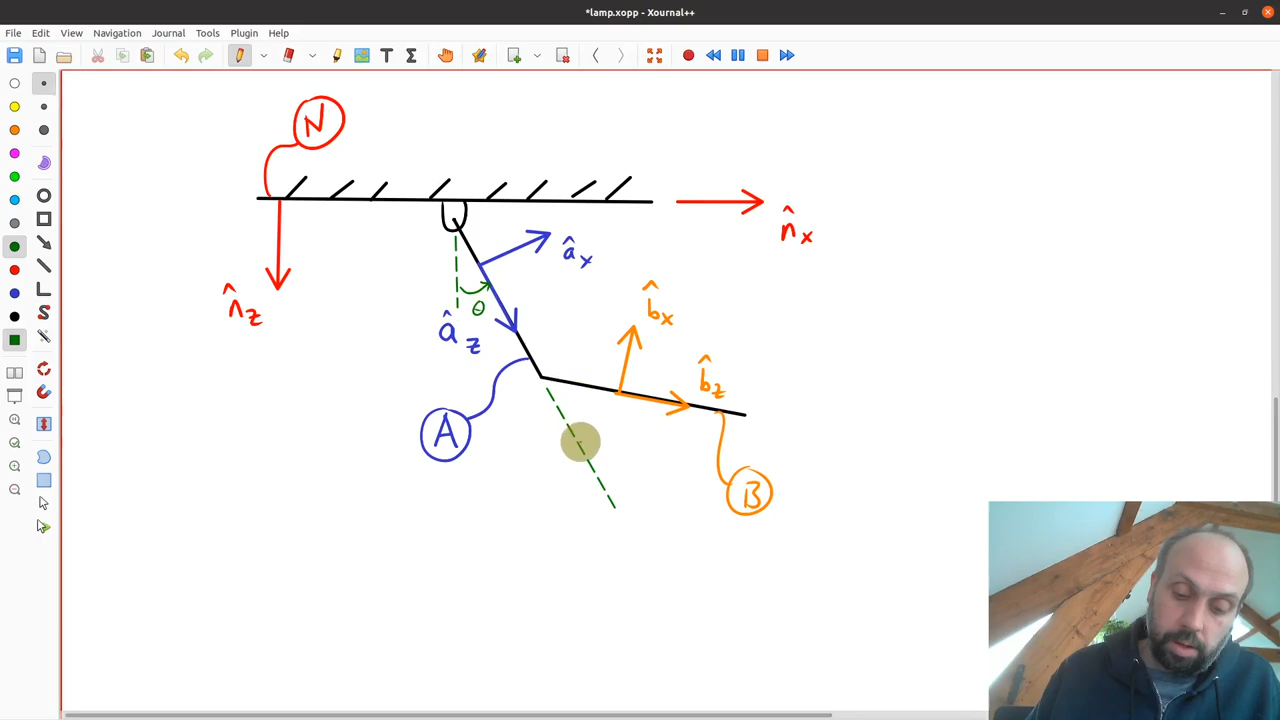 *lamp.xopp - Xournal++
File Edit View Navigation Journal Tools Plugin Help
N
n̂x
âx
b̂x
n̂z
θ
âz
b̂z
A
B